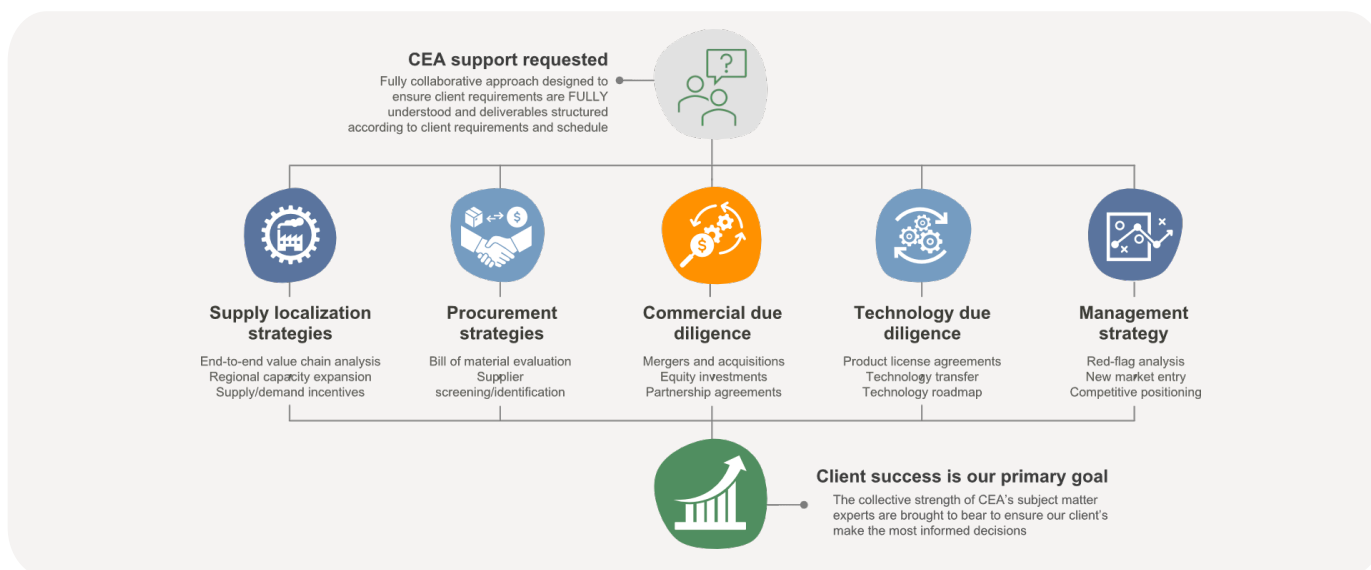 CEA support requested
Fully collaborative approach designed to
ensure client requirements are FULLY
understood and deliverables structured
according to client requirements and schedule
?
$
$
Supply localization
strategies
End-to-end value chain analysis
Regional capacity expansion
Supply/demand incentives
Procurement
strategies
Bill of material evaluation
Supplier
screening/identification
Commercial due
diligence
Mergers and acquisitions
Equity investments
Partnership agreements
Technology due
diligence
Product license agreements
Technology transfer
Technology roadmap
Management
strategy
Red-flag analysis
New market entry
Competitive positioning
Client success is our primary goal
The collective strength of CEA's subject matter
experts are brought to bear to ensure our client's
make the most informed decisions